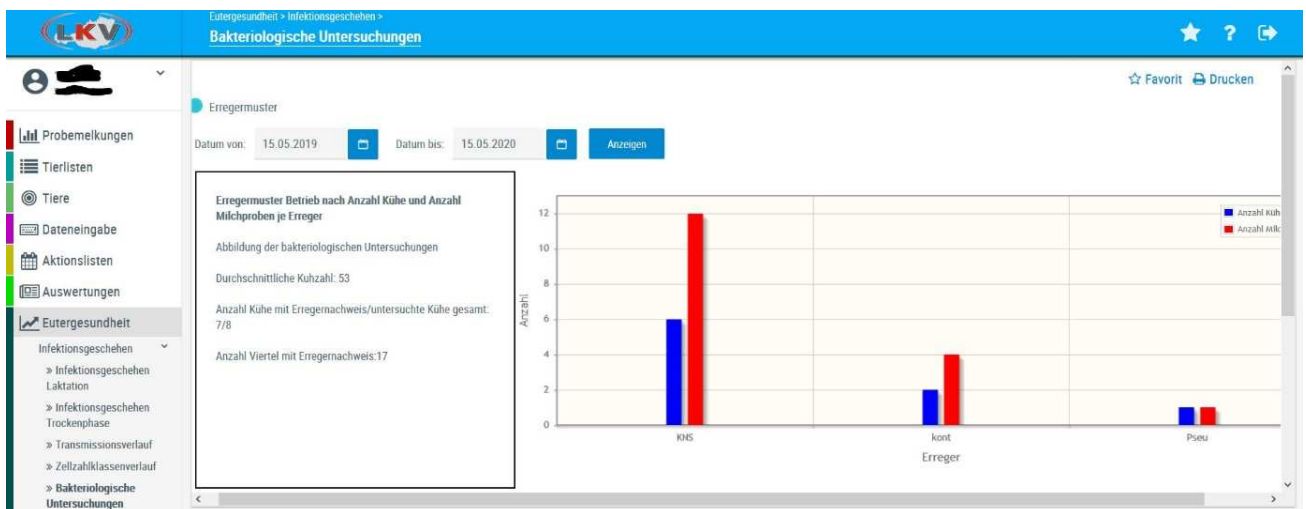 LKV
Eutergesundheit > Infektionsgeschehen >
Bakteriologische Untersuchungen
?
Favorit Drucken
Probemelkungen
Tierlisten
Tiere
Dateneingabe
Aktionslisten
Auswertungen
Eutergesundheit
Infektionsgeschehen
» Infektionsgeschehen
Laktation
» Infektionsgeschehen
Trockenphase
» Transmissionsverlauf
» Zellzahlklassenverlauf
» Bakteriologische
Untersuchungen
Erregermuster
Datum von: 15.05.2019 Datum bis: 15.05.2020 Anzeigen
Erregermuster Betrieb nach Anzahl Kühe und Anzahl
Milchproben je Erreger
Abbildung der bakteriologischen Untersuchungen
Durchschnittliche Kuhzahl: 53
Anzahl Kühe mit Erregernachweis/untersuchte Kühe gesamt:
7/8
Anzahl Viertel mit Erregernachweis:17
Anzahl
12
10
8
6
4
2
0
KNS kont Pseu
Erreger
Anzahl Küh
Anzahl Milc